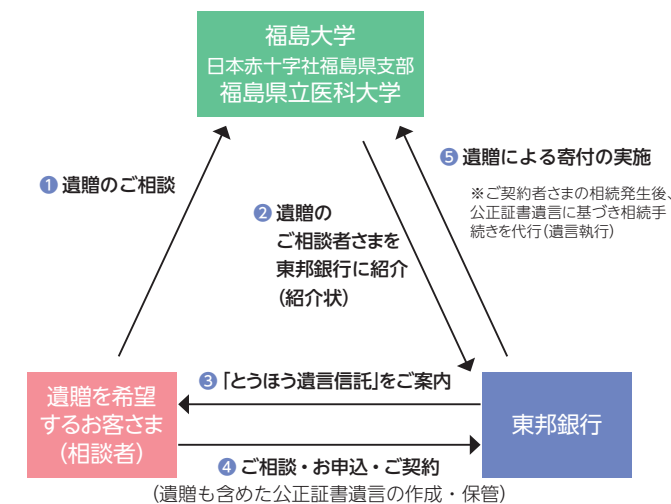 福島大学
日本赤十字社福島県支部
福島県立医科大学
❶ 遺贈のご相談
❷ 遺贈の
ご相談者さまを
東邦銀行に紹介
(紹介状)
❺ 遺贈による寄付の実施
※ご契約者さまの相続発生後、
公正証書遺言に基づき相続手
続きを代行(遺言執行)
遺贈を希望
するお客さま
(相談者)
❸「とうほう遺言信託」をご案内
東邦銀行
❹ ご相談・お申込・ご契約
(遺贈も含めた公正証書遺言の作成・保管)